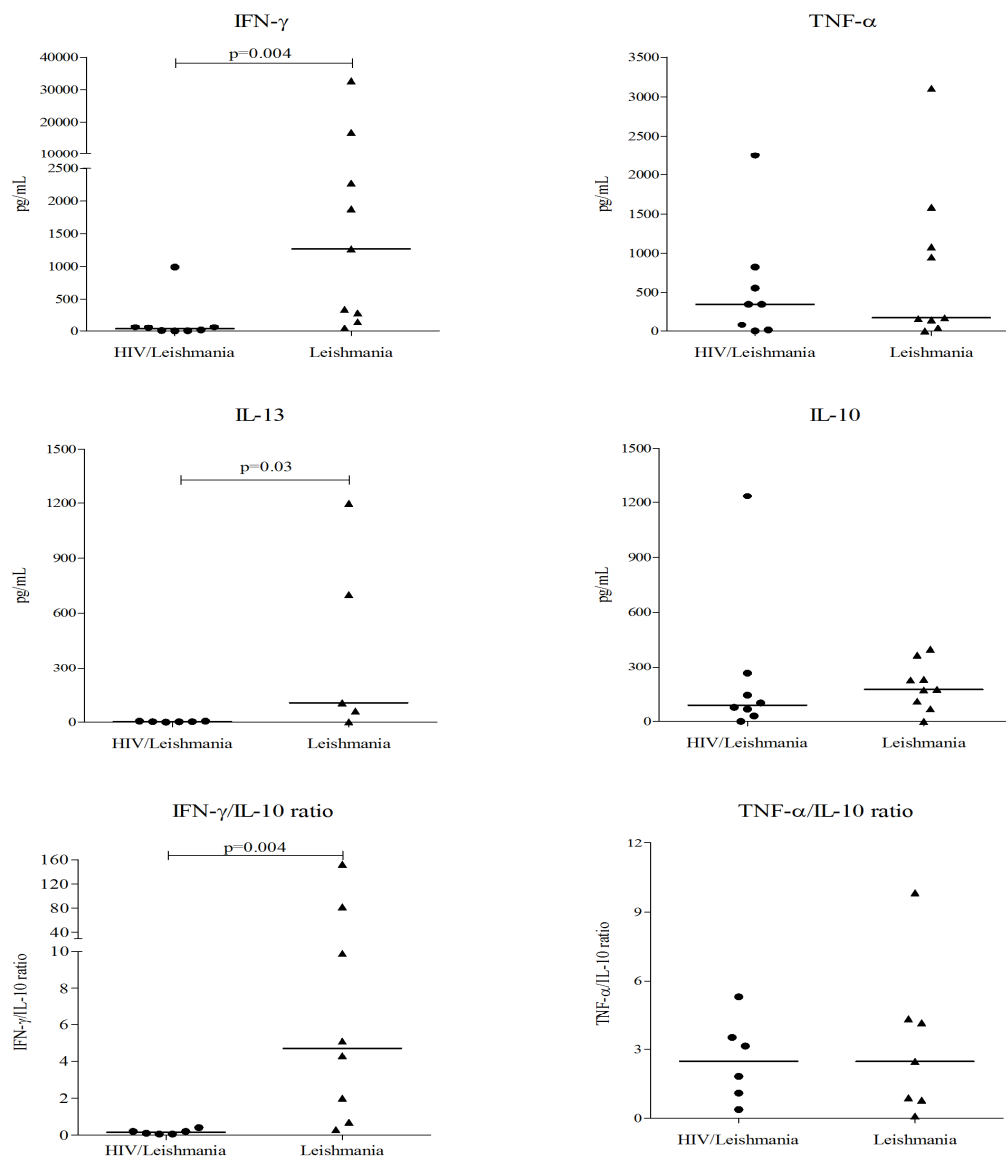 IFN-γ
p=0.004
40000
30000
20000
10000
2500
2000
1500
1000
500
0
pg/mL
HIV/Leishmania
Leishmania
TNF-α
3500
3000
2500
2000
1500
1000
500
0
pg/mL
HIV/Leishmania
Leishmania
IL-13
p=0.03
1500
1200
900
600
300
0
pg/mL
HIV/Leishmania
Leishmania
IL-10
1500
1200
900
600
300
0
pg/mL
HIV/Leishmania
Leishmania
IFN-γ/IL-10 ratio
p=0.004
160
120
80
40
10
8
6
4
2
0
IFN-γ/IL-10 ratio
HIV/Leishmania
Leishmania
TNF-α/IL-10 ratio
12
9
6
3
0
TNF-α/IL-10 ratio
HIV/Leishmania
Leishmania